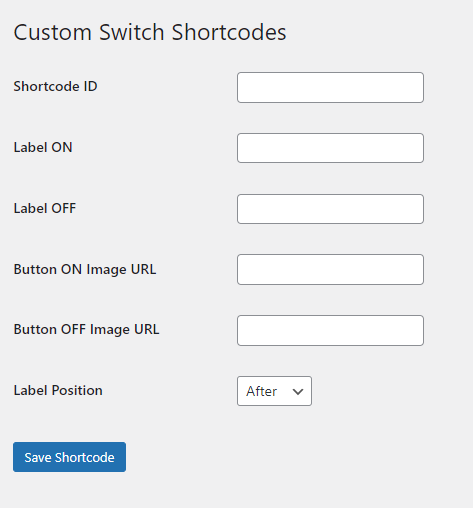 Custom Switch Shortcodes
Shortcode ID
Label ON
Label OFF
Button ON Image URL
Button OFF Image URL
Label Position After
Save Shortcode